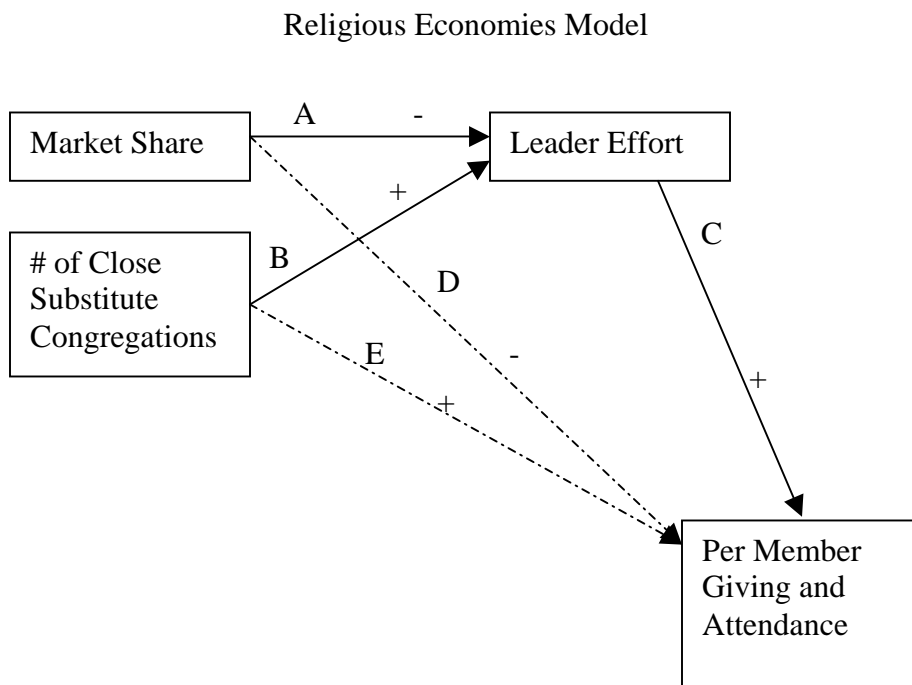 Religious Economies Model
A
-
Market Share
Leader Effort
+
# of Close
Substitute
Congregations
B
C
D
E
-
+
+
Per Member
Giving and
Attendance